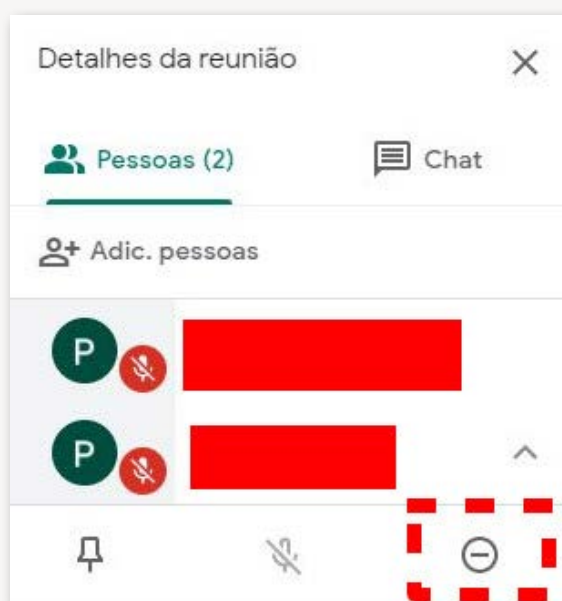 Detalhes da reunião
Pessoas (2)
Chat
Adic. pessoas
P
P